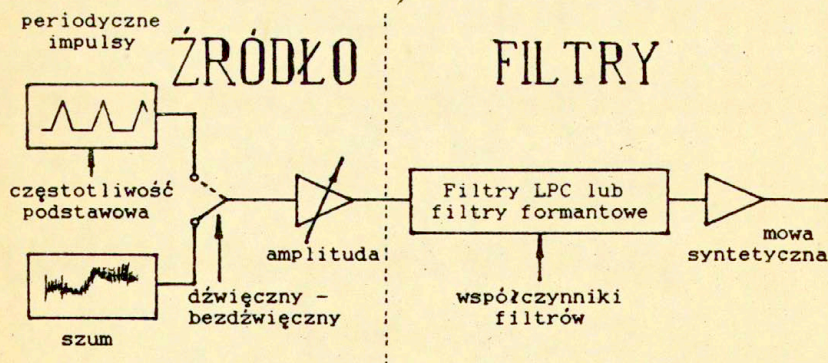 periodyczne
impulsy
ŹRÓDŁO
FILTRY
częstotliwość
podstawowa
szum
dźwięczny -
bezdźwięczny
amplituda
Filtry LPC lub
filtry formantowe
współczynniki
filtrów
mowa
syntetyczna